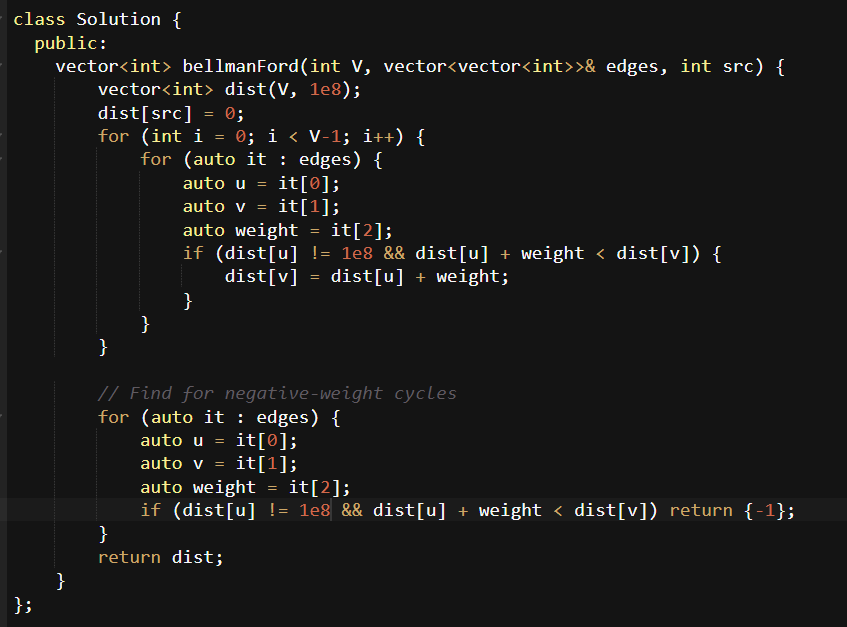 class Solution {
  public:
    vector<int> bellmanFord(int V, vector<vector<int>>& edges, int src) {
        vector<int> dist(V, 1e8);
        dist[src] = 0;
        for (int i = 0; i < V-1; i++) {
            for (auto it : edges) {
                auto u = it[0];
                auto v = it[1];
                auto weight = it[2];
                if (dist[u] != 1e8 && dist[u] + weight < dist[v]) {
                    dist[v] = dist[u] + weight;
                }
            }
        }
        // Find for negative-weight cycles
        for (auto it : edges) {
            auto u = it[0];
            auto v = it[1];
            auto weight = it[2];
            if (dist[u] != 1e8 && dist[u] + weight < dist[v]) return {-1};
        }
        return dist;
    }
};